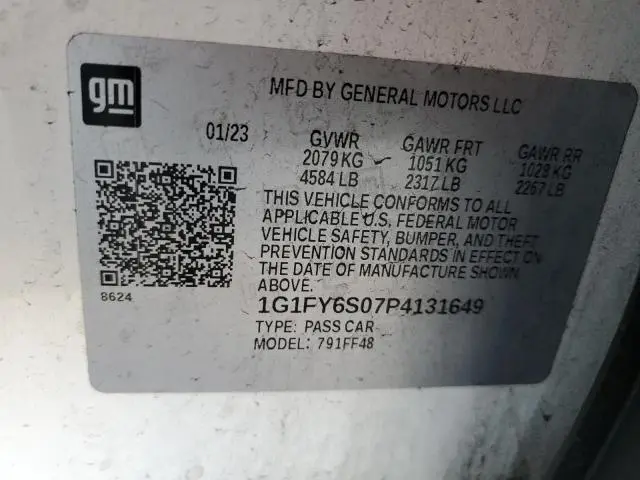 gm
MFD BY GENERAL MOTORS LLC
01/23 GVWR GAWR FRT GAWR RR
2079 KG 1051 KG 1028 KG
4584 LB 2317 LB 2267 LB
THIS VEHICLE CONFORMS TO ALL
APPLICABLE U.S. FEDERAL MOTOR
VEHICLE SAFETY, BUMPER, AND THEFT
PREVENTION STANDARDS IN EFFECT ON
THE DATE OF MANUFACTURE SHOWN
ABOVE.
8624
1G1FY6S07P4131649
TYPE: PASS CAR
MODEL: 791FF48